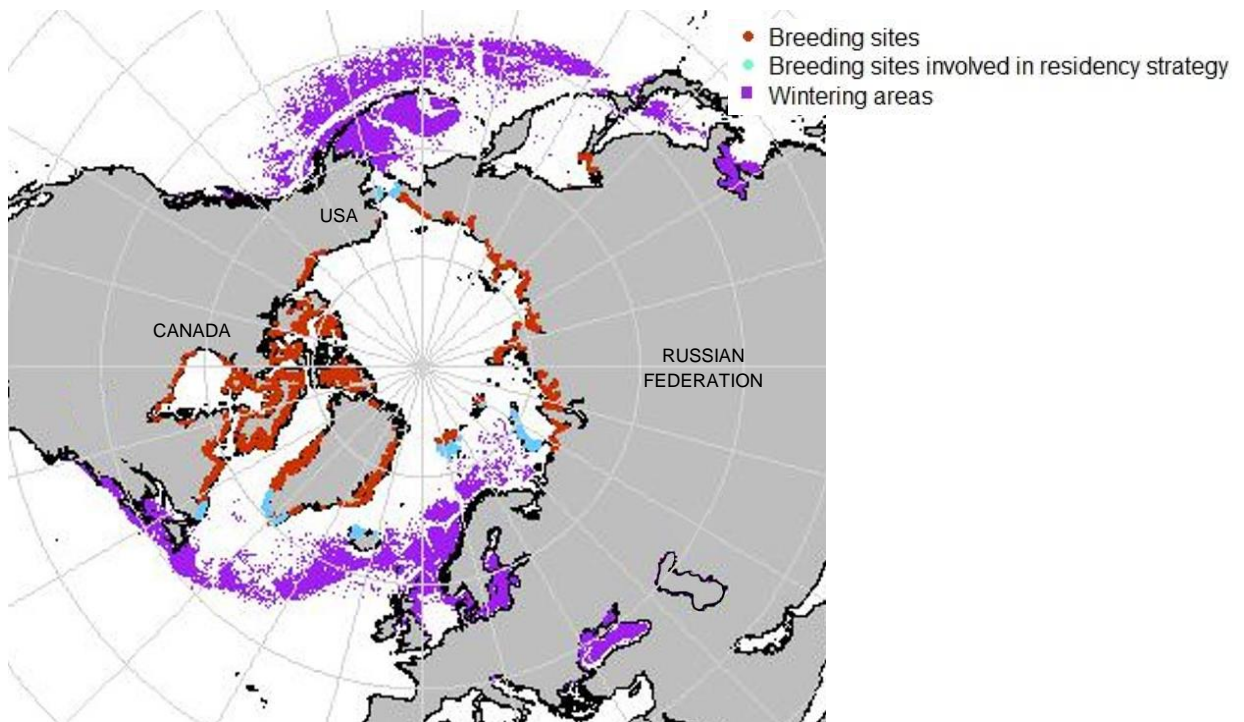 Breeding sites
Breeding sites involved in residency strategy
Wintering areas
USA
CANADA
RUSSIAN
FEDERATION